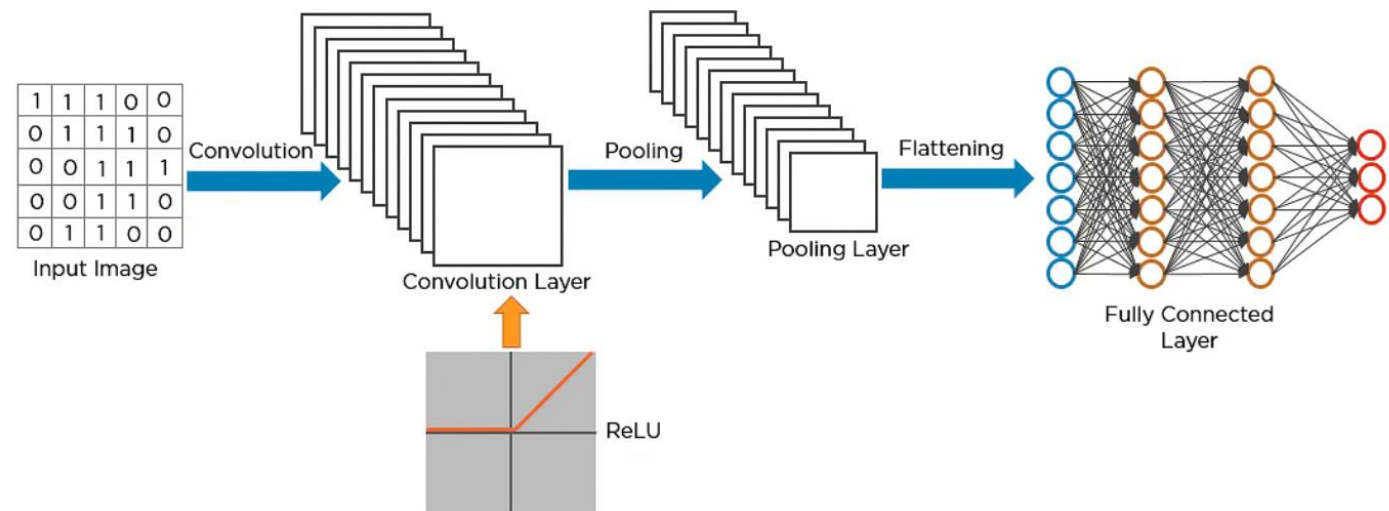 1 1 1 0 0
0 1 1 1 0
0 0 1 1 1
0 0 1 1 0
0 1 1 0 0
Input Image
Convolution
Convolution Layer
ReLU
Pooling
Pooling Layer
Flattening
Fully Connected
Layer